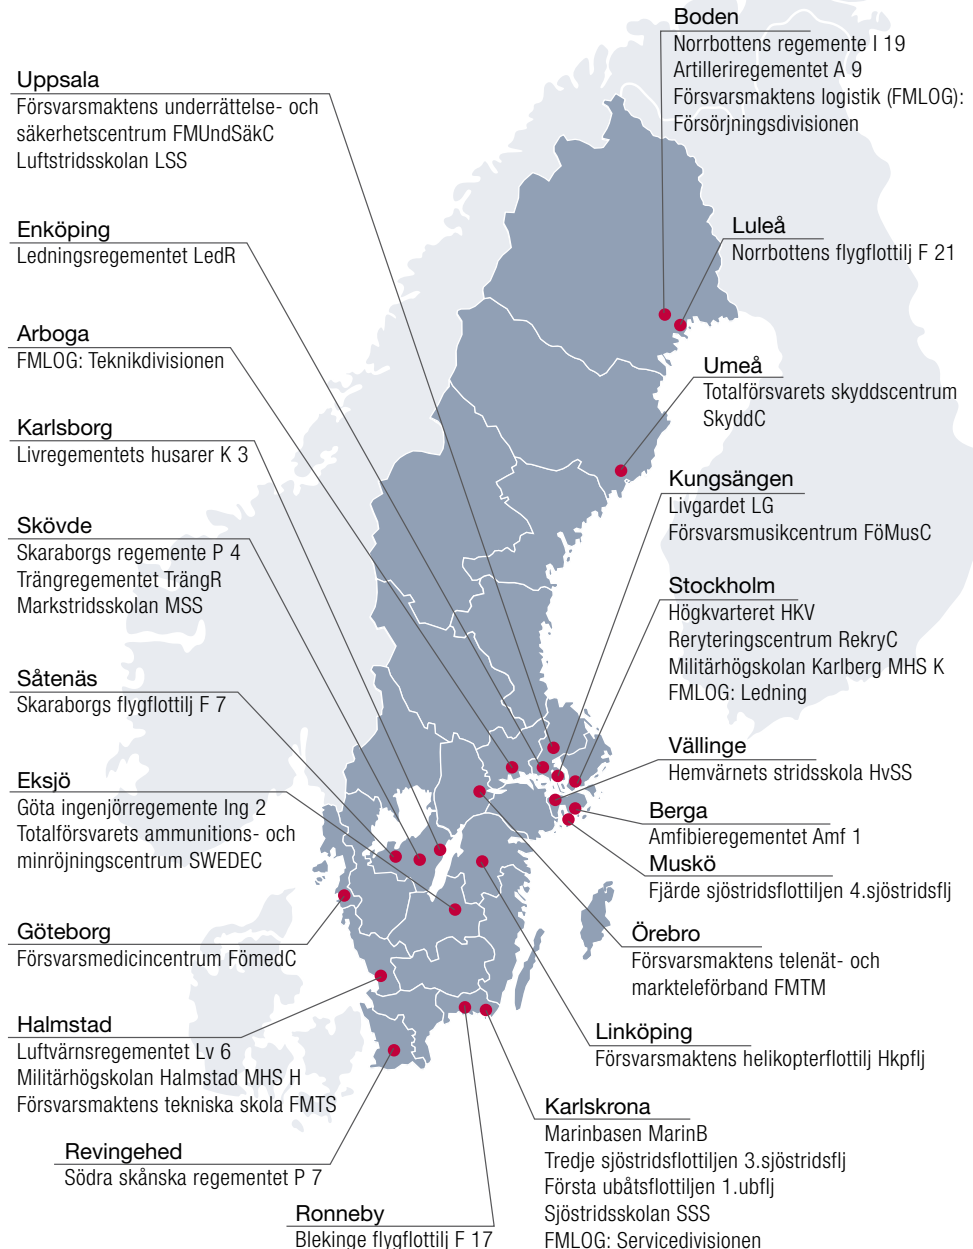 Boden
Norrbottens regemente I 19
Artilleriregementet A 9
Försvarsmaktens logistik (FMLOG):
Försörjningsdivisionen
Uppsala
Försvarsmaktens underrättelse- och
säkerhetscentrum FMUndSäkC
Luftstridsskolan LSS
Enköping
Ledningsregementet LedR
Luleå
Norrbottens flygflottilj F 21
Arboga
FMLOG: Teknikdivisionen
Umeå
Totalförsvarets skyddscentrum
SkyddC
Karlsborg
Livregementets husarer K 3
Kungsängen
Livgardet LG
Försvarsmusikcentrum FöMusC
Skövde
Skaraborgs regemente P 4
Trängregementet TrängR
Markstridsskolan MSS
Stockholm
Högkvarteret HKV
Reryteringscentrum RekryC
Militärhögskolan Karlberg MHS K
FMLOG: Ledning
Såtenäs
Skaraborgs flygflottilj F 7
Vällinge
Hemvärnets stridsskola HvSS
Eksjö
Göta ingenjörregemente Ing 2
Totalförsvarets ammunitions- och
minröjningscentrum SWEDEC
Berga
Amfibieregementet Amf 1
Muskö
Fjärde sjöstridsflottiljen 4.sjöstridsflj
Göteborg
Försvarsmedicincentrum FömedC
Örebro
Försvarsmaktens telenät- och
markteleförband FMTM
Halmstad
Luftvärnsregementet Lv 6
Militärhögskolan Halmstad MHS H
Försvarsmaktens tekniska skola FMTS
Linköping
Försvarsmaktens helikopterflottilj Hkpflj
Revingehed
Södra skånska regementet P 7
Karlskrona
Marinbasen MarinB
Tredje sjöstridsflottiljen 3.sjöstridsflj
Första ubåtsflottiljen 1.ubflj
Sjöstridsskolan SSS
FMLOG: Servicedivisionen
Ronneby
Blekinge flygflottilj F 17